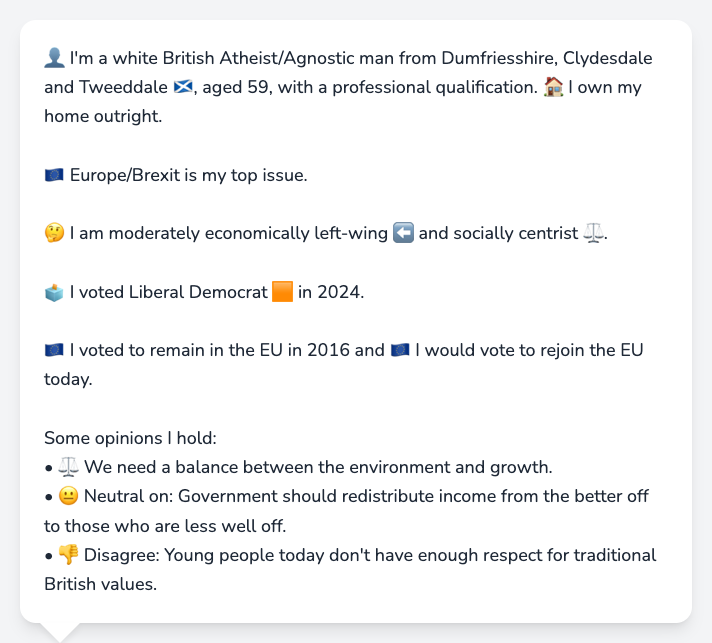 👤 I'm a white British Atheist/Agnostic man from Dumfriesshire, Clydesdale
and Tweeddale 🏴󠁧󠁢󠁳󠁣󠁴󠁿, aged 59, with a professional qualification. 🏠 I own my
home outright.
🇪🇺 Europe/Brexit is my top issue.
🤔 I am moderately economically left-wing ⬅️ and socially centrist ⚖️.
🗳️ I voted Liberal Democrat 🟧 in 2024.
🇪🇺 I voted to remain in the EU in 2016 and 🇪🇺 I would vote to rejoin the EU
today.
Some opinions I hold:
• ⚖️ We need a balance between the environment and growth.
• 😐 Neutral on: Government should redistribute income from the better off
to those who are less well off.
• 👎 Disagree: Young people today don't have enough respect for traditional
British values.